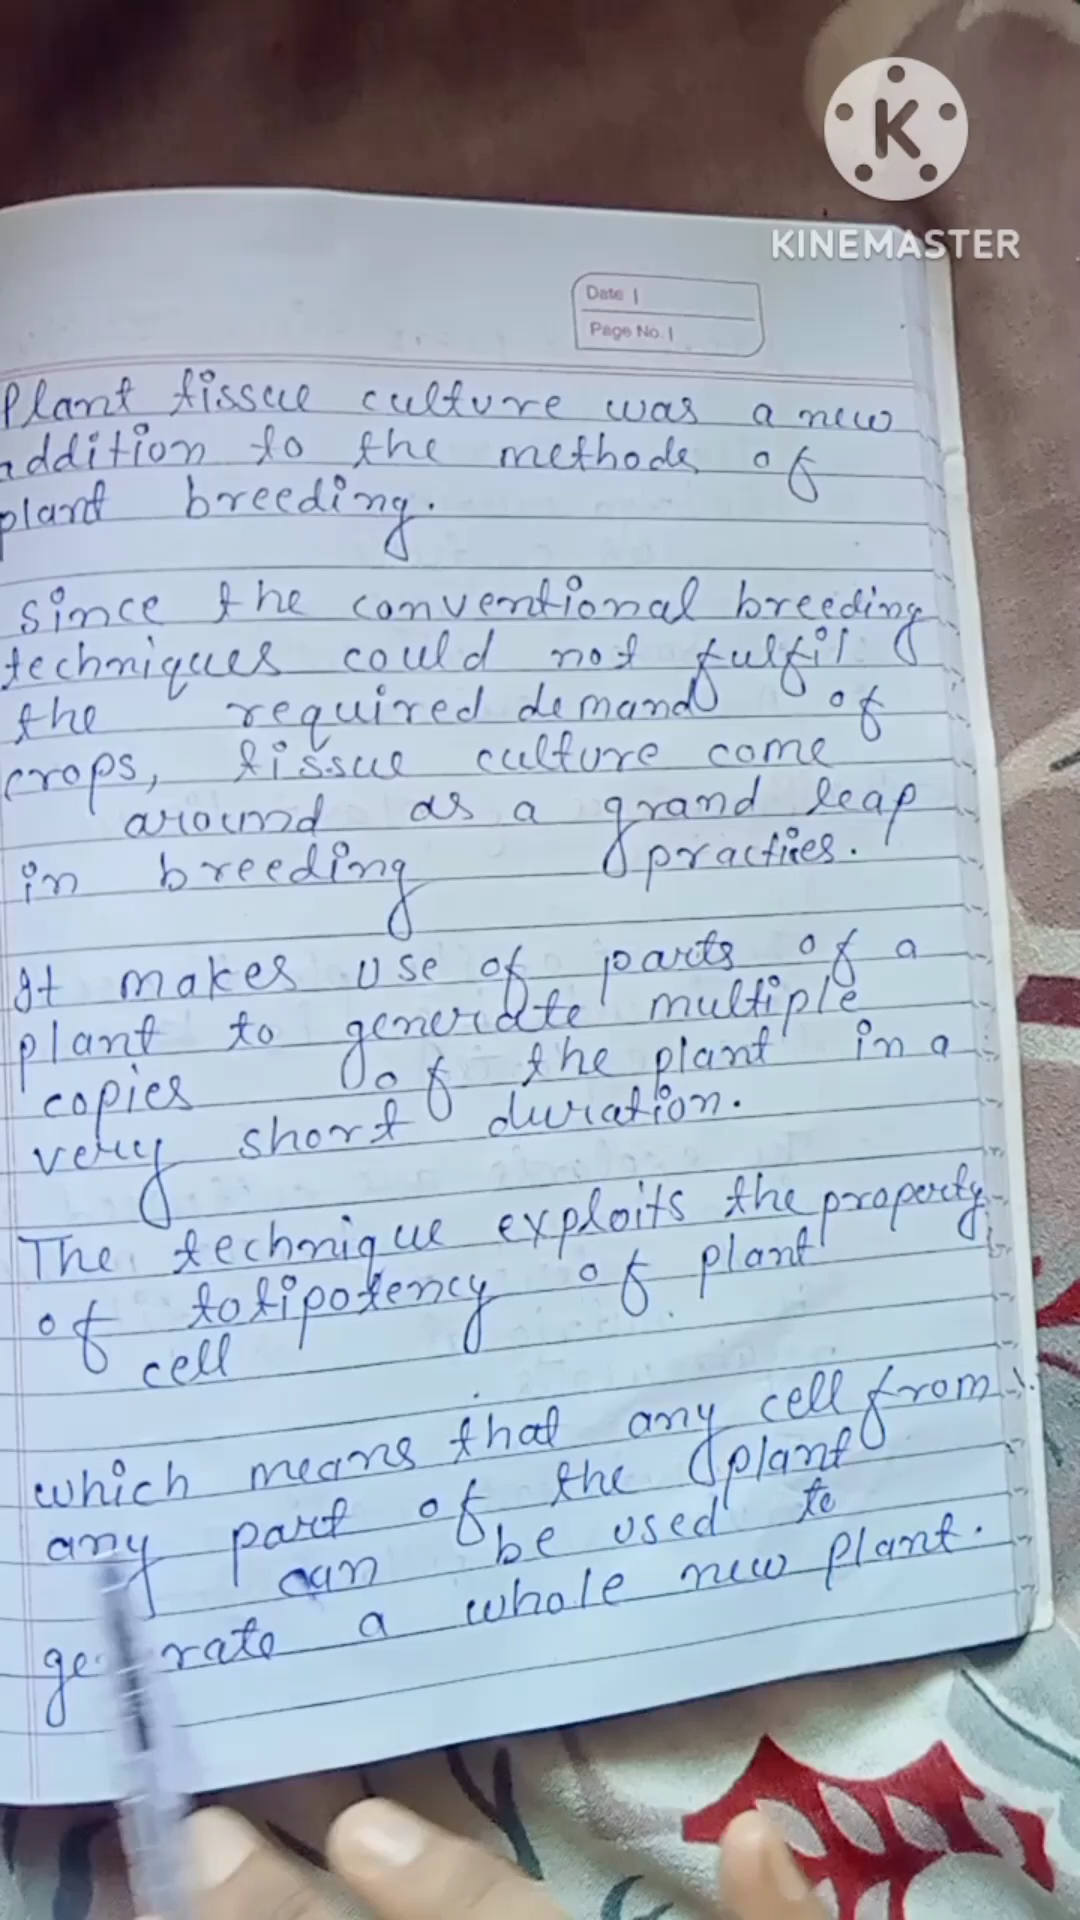 K
KINEMASTER
Date
Page No.
Plant tissue culture was a new
addition to the methods of
plant breeding.
Since the conventional breeding
techniques could not fulfil
the required demand of
crops, tissue culture come
around as a grand leap
in breeding practies.
It makes use of parts of a
plant to generate multiple
copies of the plant in a
very short duration.
The technique exploits the property
of totipotency of plant
cell
which means that any cell from
any part of the plant
can be used to
generate a whole new plant.